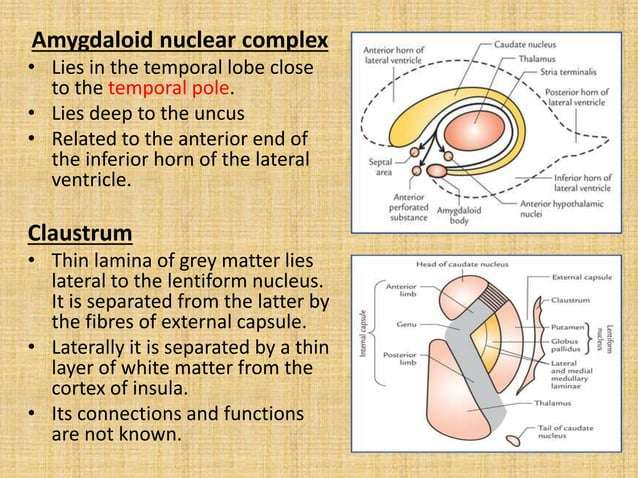 Amygdaloid nuclear complex
• Lies in the temporal lobe close
to the temporal pole.
• Lies deep to the uncus
• Related to the anterior end of
the inferior horn of the lateral
ventricle.
Claustrum
• Thin lamina of grey matter lies
lateral to the lentiform nucleus.
It is separated from the latter by
the fibres of external capsule.
• Laterally it is separated by a thin
layer of white matter from the
cortex of insula.
• Its connections and functions
are not known.
Anterior horn of
lateral ventricle
Caudate nucleus
Thalamus
Stria terminalis
Posterior horn of
lateral ventricle
Septal
area
Anterior
perforated
substance
Amygdaloid
body
Anterior hypothalamic
nuclei
Inferior horn of
lateral ventricle
Head of caudate nucleus
External capsule
Anterior
limb
Claustrum
Genu
Putamen
Globus
pallidus
Lentiform
nucleus
Internal capsule
Posterior
limb
Lateral
and medial
medullary
laminae
Thalamus
Tail of caudate
nucleus